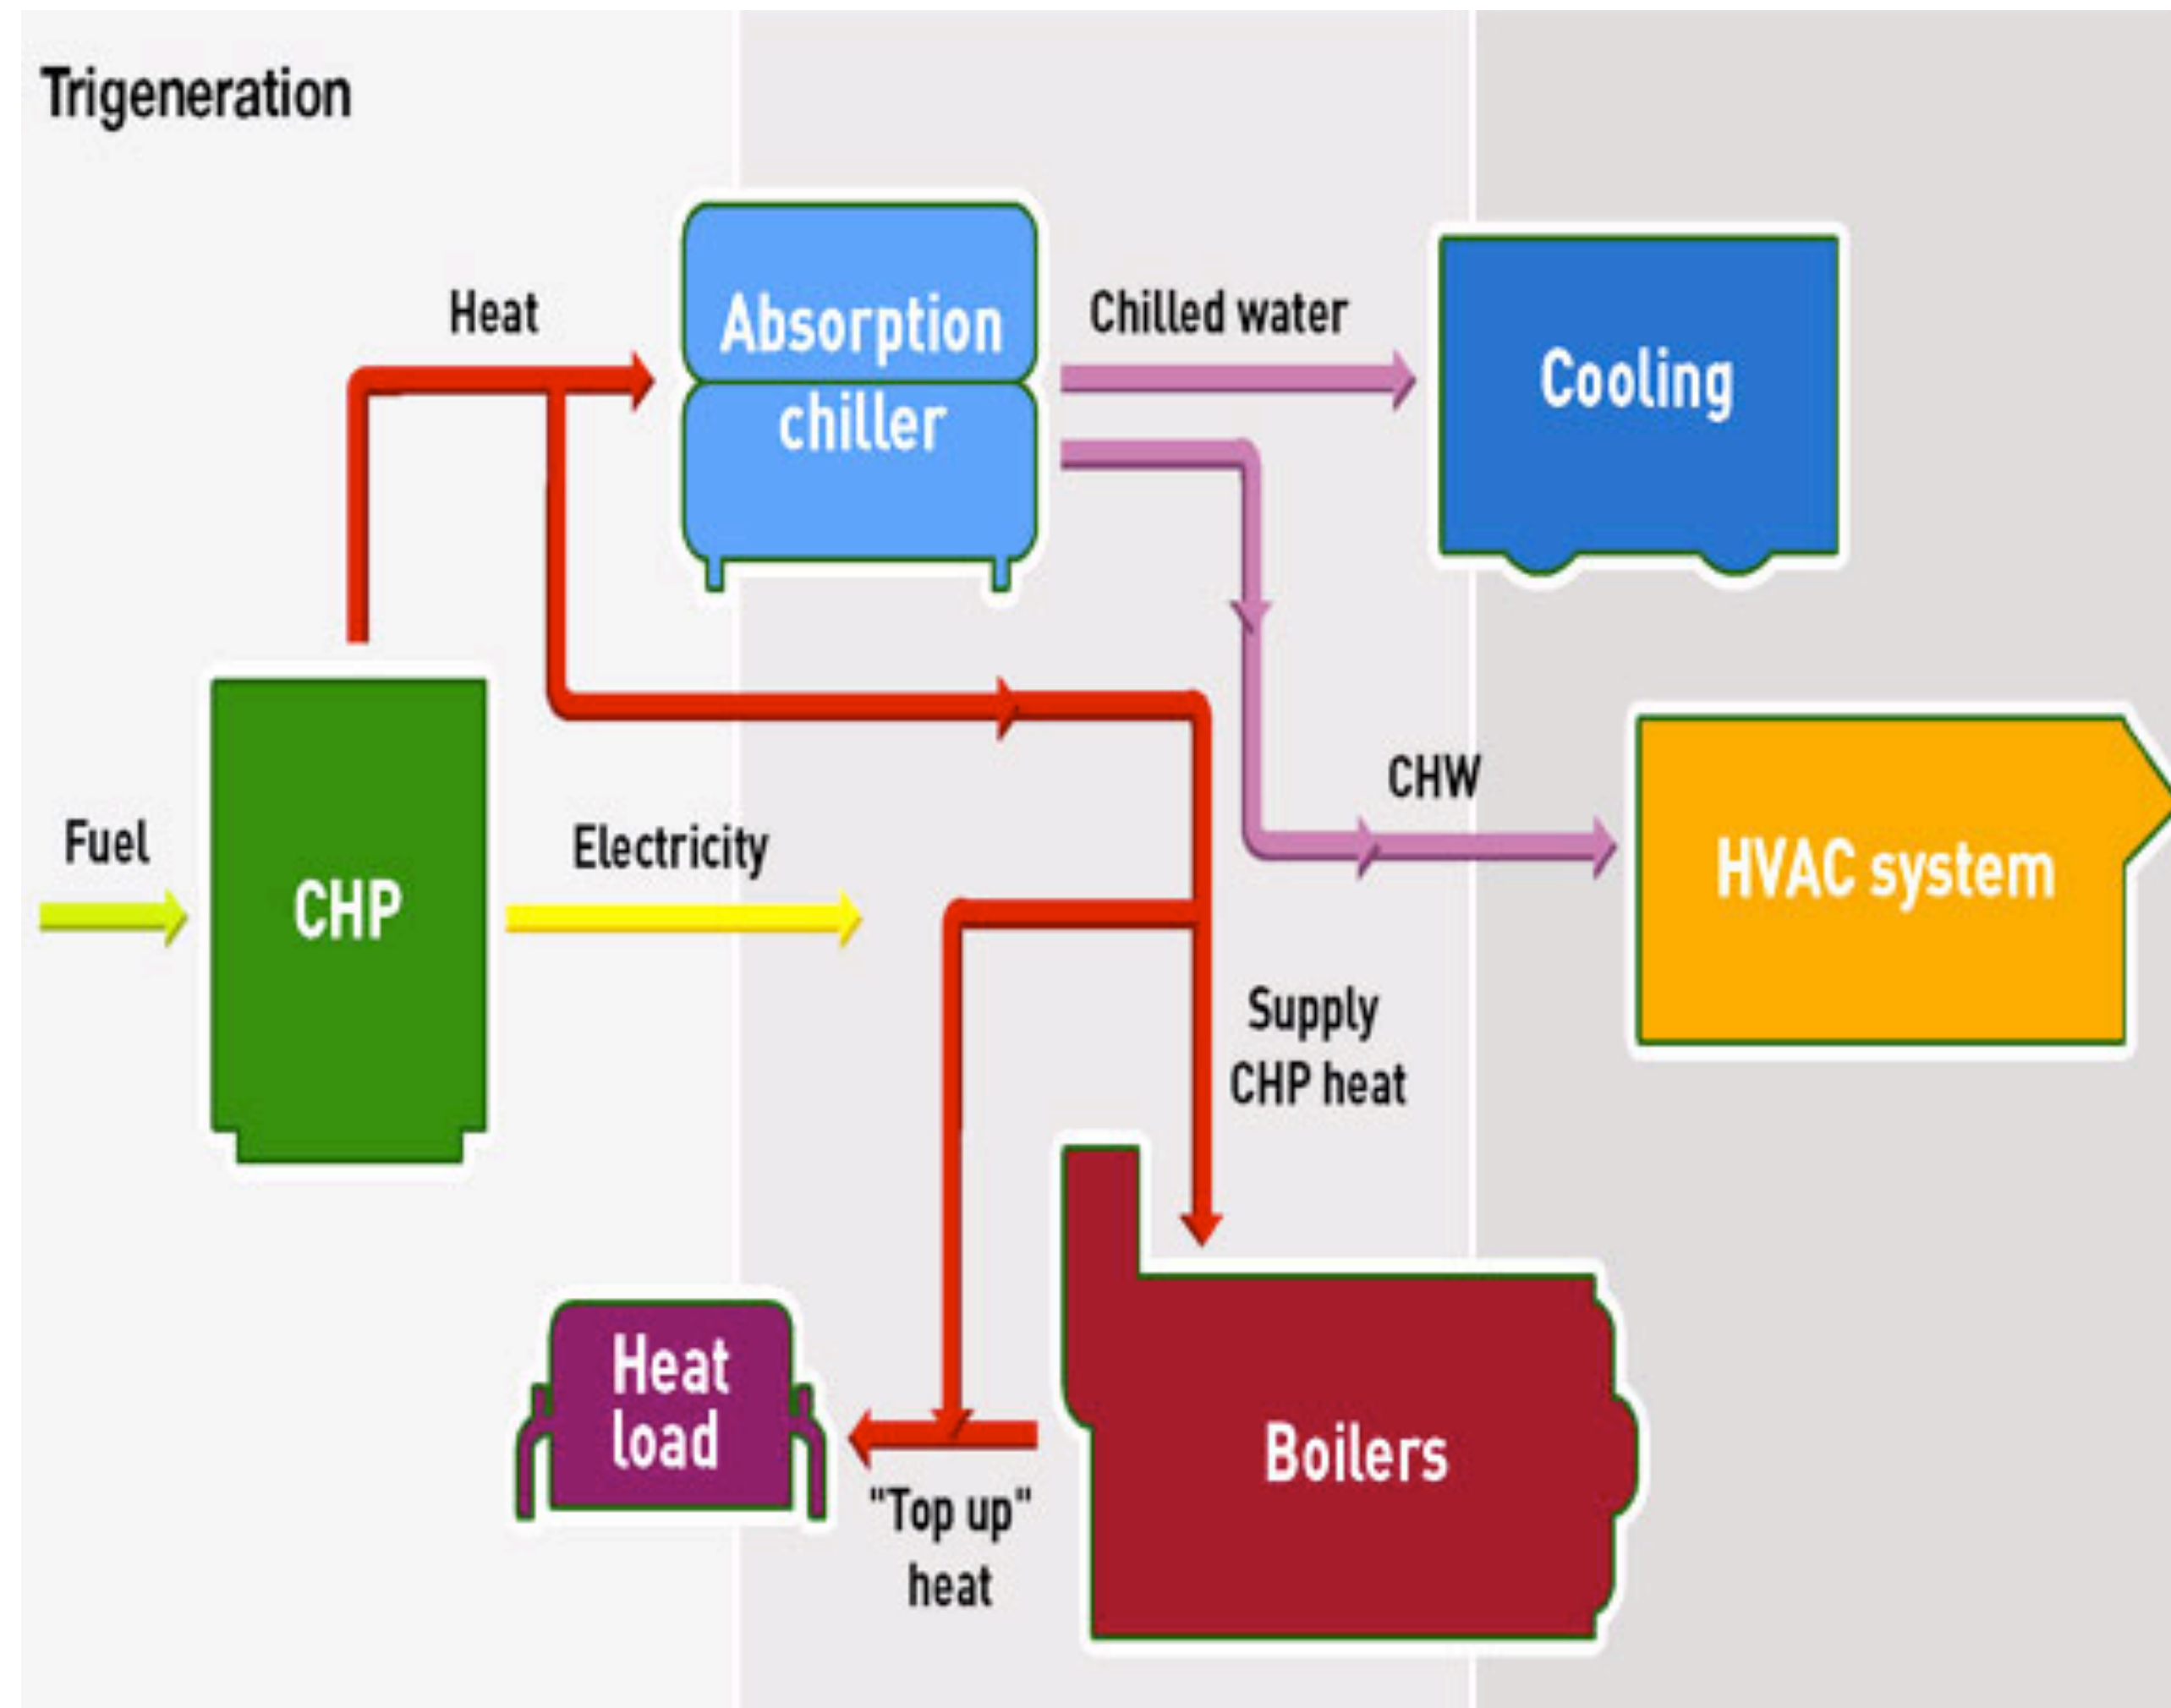 Trigeneration
Heat
Absorption
chiller
Chilled water
Cooling
Fuel
CHP
Electricity
CHW
HVAC system
Supply
CHP heat
Heat
load
"Top up"
heat
Boilers